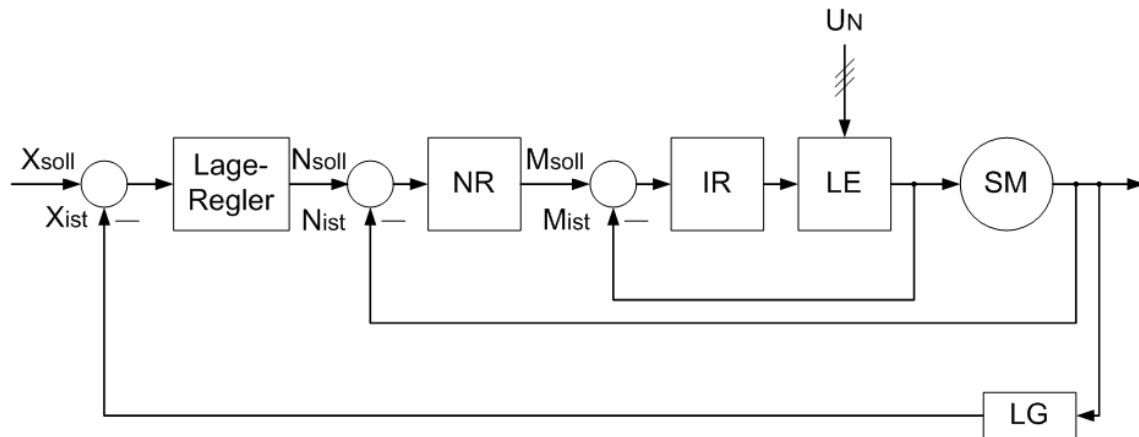 UN
Xsoll
Lage-
Regler
Nsoll
NR
Msoll
IR
LE
SM
Xist
Nist
Mist
LG